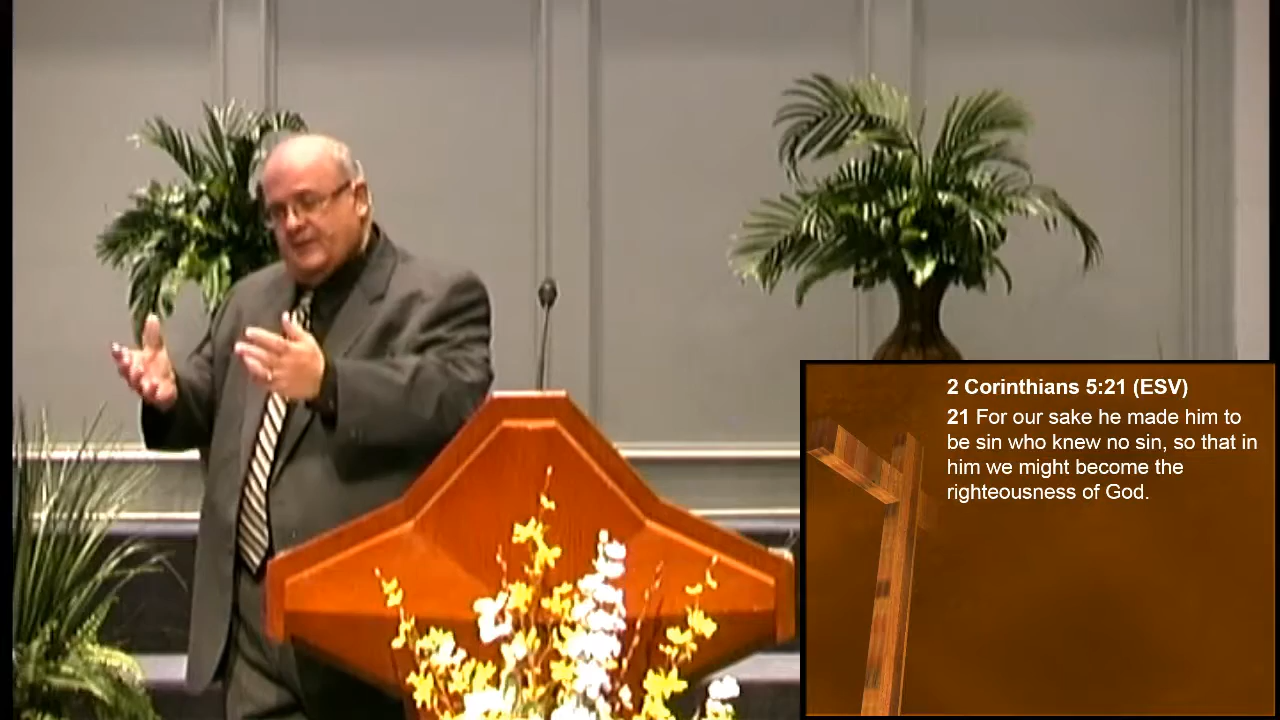 2 Corinthians 5:21 (ESV)
21 For our sake he made him to
be sin who knew no sin, so that in
him we might become the
righteousness of God.